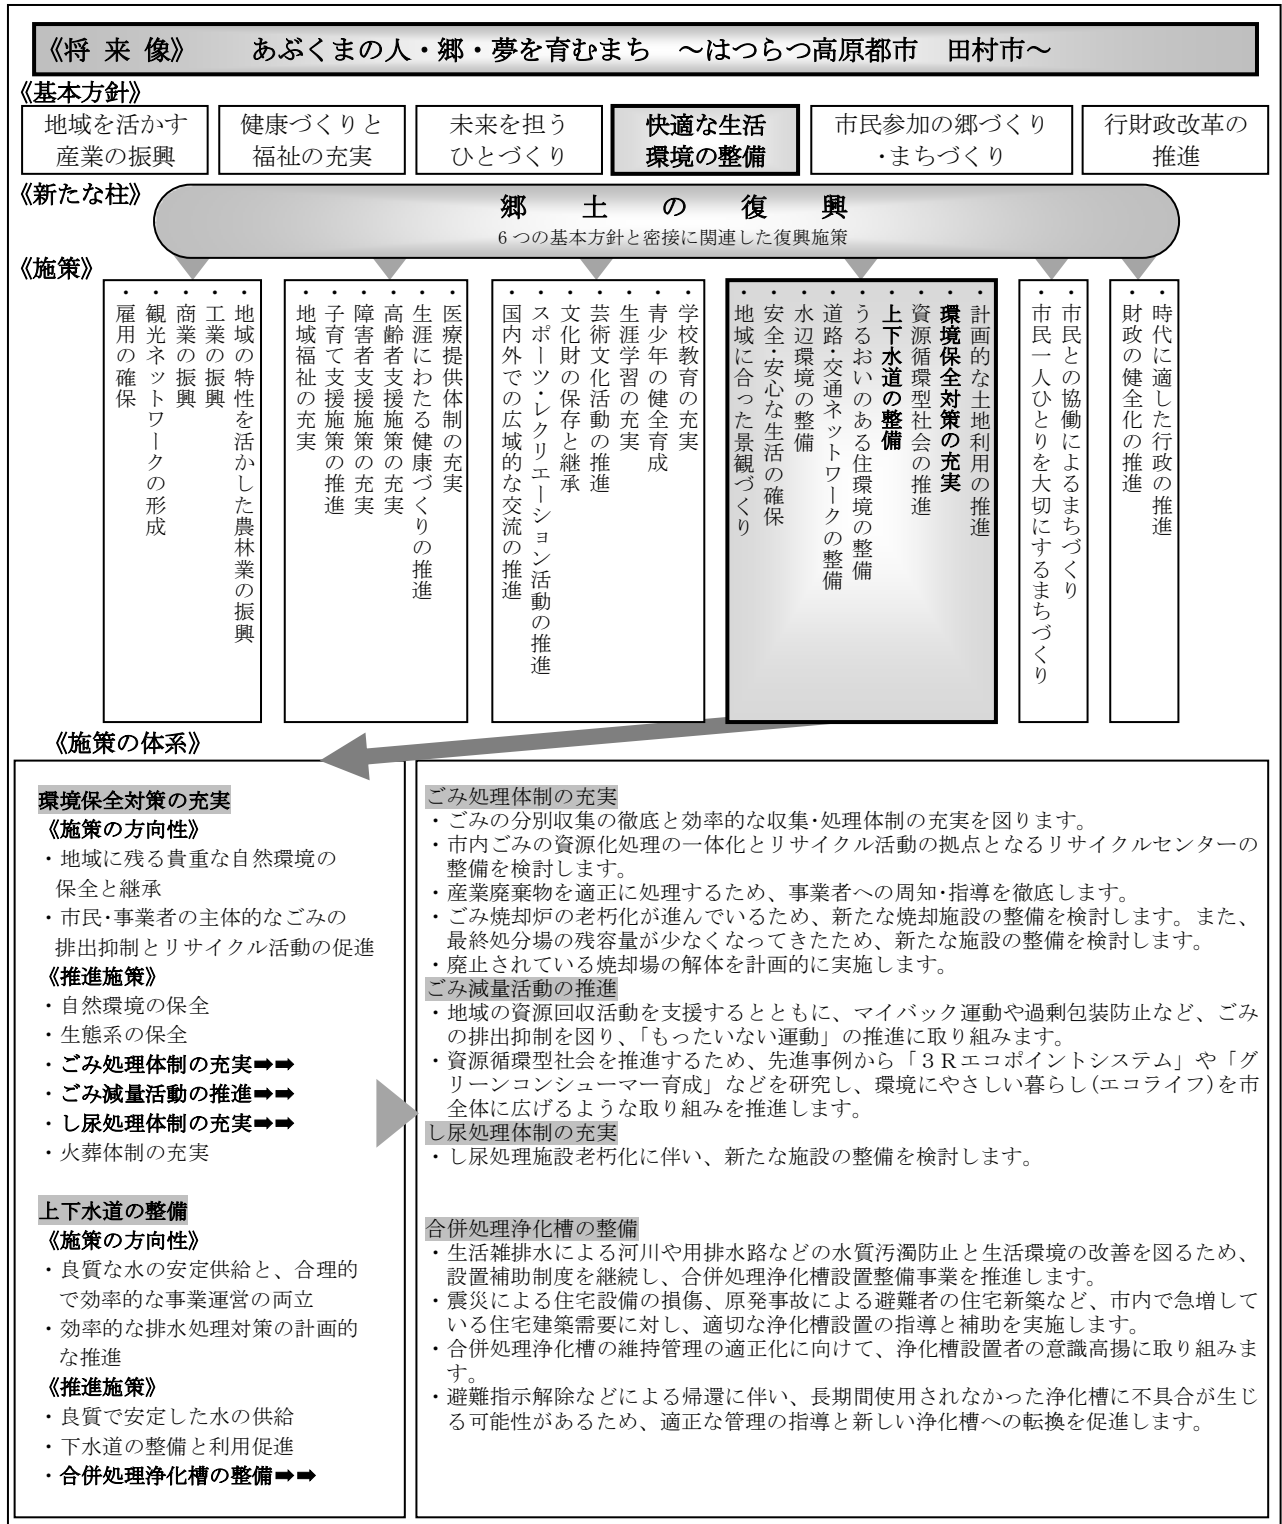 《将 来 像》　あぶくまの人・郷・夢を育むまち　～はつらつ高原都市　田村市～
《基本方針》
地域を活かす
産業の振興
健康づくりと
福祉の充実
未来を担う
ひとづくり
快適な生活
環境の整備
市民参加の郷づくり
・まちづくり
行財政改革の
推進
《新たな柱》
郷　土　の　復　興
6つの基本方針と密接に関連した復興施策
《施策》
・地域の特性を活かした農林業の振興
・工業の振興
・商業の振興
・観光ネットワークの形成
・雇用の確保
・医療提供体制の充実
・生涯にわたる健康づくりの推進
・高齢者支援施策の充実
・障害者支援施策の充実
・子育て支援施策の推進
・地域福祉の充実
・学校教育の充実
・青少年の健全育成
・生涯学習の充実
・芸術文化活動の推進
・文化財の保存と継承
・スポーツ・レクリエーション活動の推進
・国内外での広域的な交流の推進
・計画的な土地利用の推進
・環境保全対策の充実
・資源循環型社会の推進
・上下水道の整備
・うるおいのある住環境の整備
・道路・交通ネットワークの整備
・水辺環境の整備
・安全・安心な生活の確保
・地域に合った景観づくり
・市民との協働によるまちづくり
・市民一人ひとりを大切にするまちづくり
・時代に適した行政の推進
・財政の健全化の推進
《施策の体系》
環境保全対策の充実
《施策の方向性》
・地域に残る貴重な自然環境の
保全と継承
・市民・事業者の主体的なごみの
排出抑制とリサイクル活動の促進
《推進施策》
・自然環境の保全
・生態系の保全
・ごみ処理体制の充実➡➡
・ごみ減量活動の推進➡➡
・し尿処理体制の充実➡➡
・火葬体制の充実
上下水道の整備
《施策の方向性》
・良質な水の安定供給と、合理的
で効率的な事業運営の両立
・効率的な排水処理対策の計画的
な推進
《推進施策》
・良質で安定した水の供給
・下水道の整備と利用促進
・合併処理浄化槽の整備➡➡
ごみ処理体制の充実
・ごみの分別収集の徹底と効率的な収集・処理体制の充実を図ります。
・市内ごみの資源化処理の一体化とリサイクル活動の拠点となるリサイクルセンターの
整備を検討します。
・産業廃棄物を適正に処理するため、事業者への周知・指導を徹底します。
・ごみ焼却炉の老朽化が進んでいるため、新たな焼却施設の整備を検討します。また、
最終処分場の残容量が少なくなってきたため、新たな施設の整備を検討します。
・廃止されている焼却場の解体を計画的に実施します。
ごみ減量活動の推進
・地域の資源回収活動を支援するとともに、マイバック運動や過剰包装防止など、ごみ
の排出抑制を図り、「もったいない運動」の推進に取り組みます。
・資源循環型社会を推進するため、先進事例から「３Ｒエコポイントシステム」や「グ
リーンコンシューマー育成」などを研究し、環境にやさしい暮らし(エコライフ)を市
全体に広げるような取り組みを推進します。
し尿処理体制の充実
・し尿処理施設老朽化に伴い、新たな施設の整備を検討します。
合併処理浄化槽の整備
・生活雑排水による河川や用排水路などの水質汚濁防止と生活環境の改善を図るため、
設置補助制度を継続し、合併処理浄化槽設置整備事業を推進します。
・震災による住宅設備の損傷、原発事故による避難者の住宅新築など、市内で急増して
いる住宅建築需要に対し、適切な浄化槽設置の指導と補助を実施します。
・合併処理浄化槽の維持管理の適正化に向けて、浄化槽設置者の意識高揚に取り組みま
す。
・避難指示解除などによる帰還に伴い、長期間使用されなかった浄化槽に不具合が生じ
る可能性があるため、適正な管理の指導と新しい浄化槽への転換を促進します。